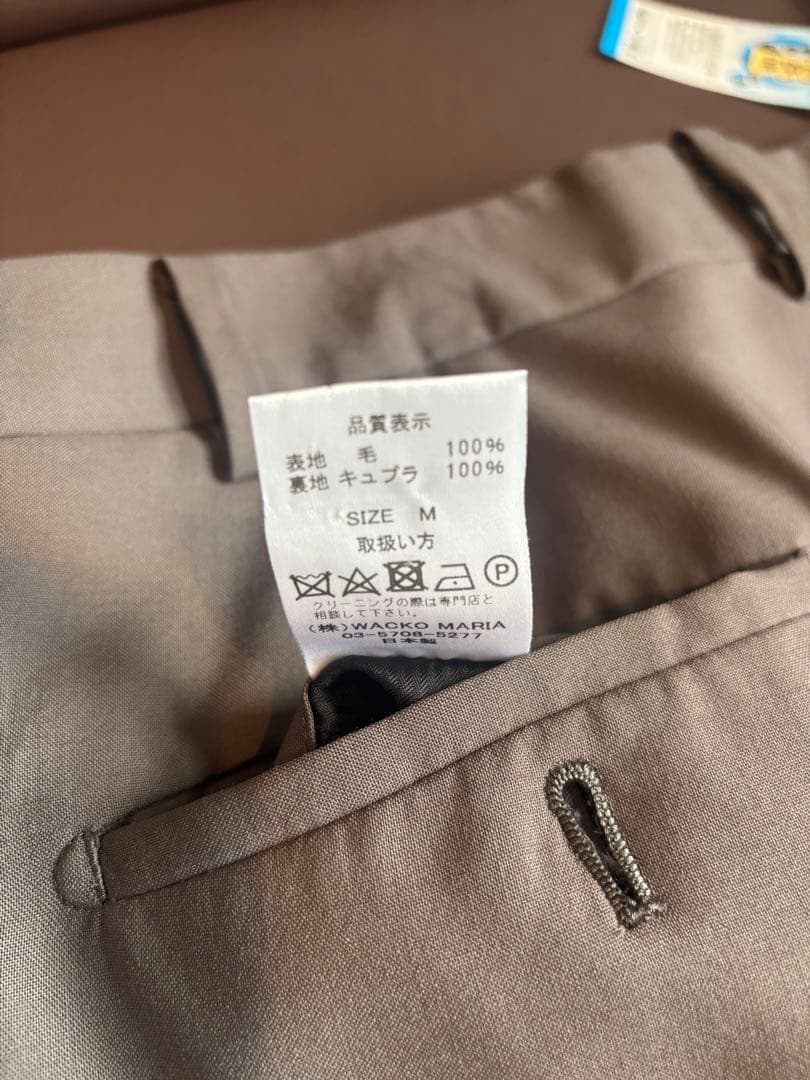 品質表示
表地 毛 100%
裏地 キュプラ 100%
SIZE M
取扱い方
P
クリーニングの際は専門店と
相談して下さい。
(株)WACKO MARIA
03-5708-5277
日本製